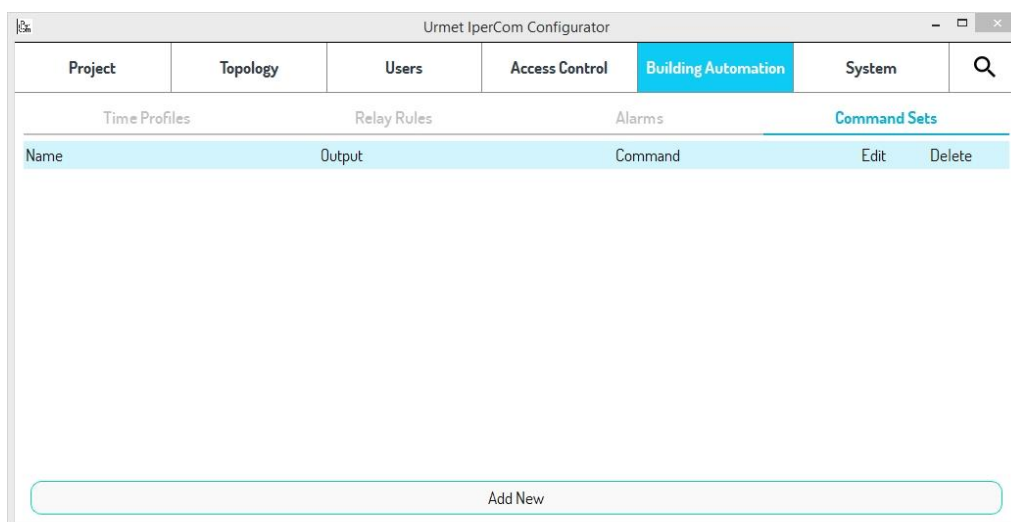 Urmet IperCom Configurator
Project Topology Users Access Control Building Automation System
Time Profiles Relay Rules Alarms Command Sets
Name Output Command Edit Delete
Add New